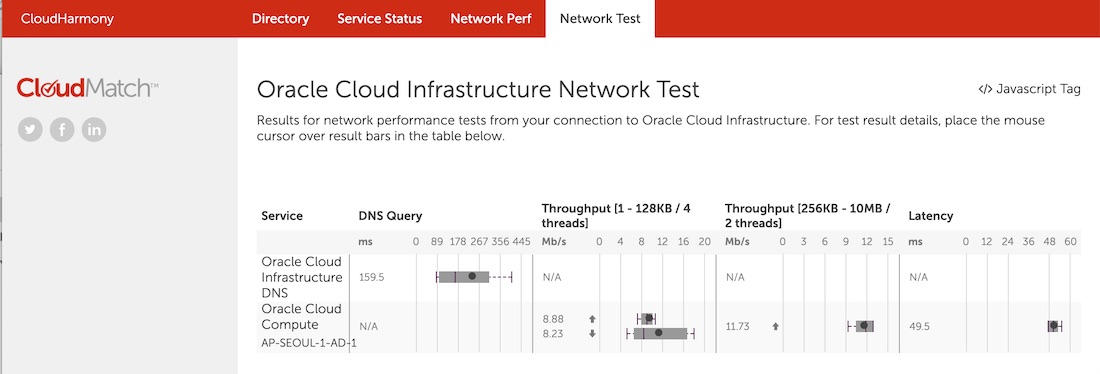 CloudHarmony Directory Service Status Network Perf Network Test
CloudMatch™
Oracle Cloud Infrastructure Network Test
</> Javascript Tag
Results for network performance tests from your connection to Oracle Cloud Infrastructure. For test result details, place the mouse
cursor over result bars in the table below.
Service DNS Query Throughput [1 - 128KB / 4 Throughput [256KB - 10MB / Latency
threads] 2 threads]
ms 0 89 178 267 356 445 Mb/s 0 4 8 12 16 20 Mb/s 0 3 6 9 12 15 ms 0 12 24 36 48 60
Oracle Cloud
Infrastructure 159.5 N/A N/A N/A
DNS
Oracle Cloud 8.88
Compute N/A 11.73 49.5
8.23
AP-SEOUL-1-AD-1